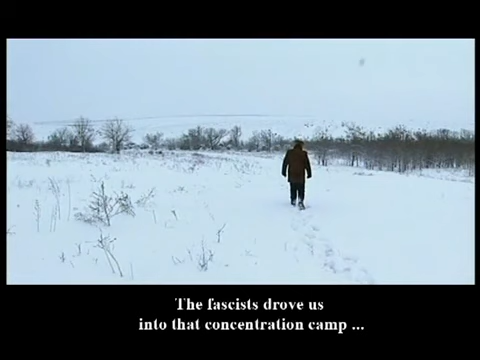 The fascists drove us
into that concentration camp ...